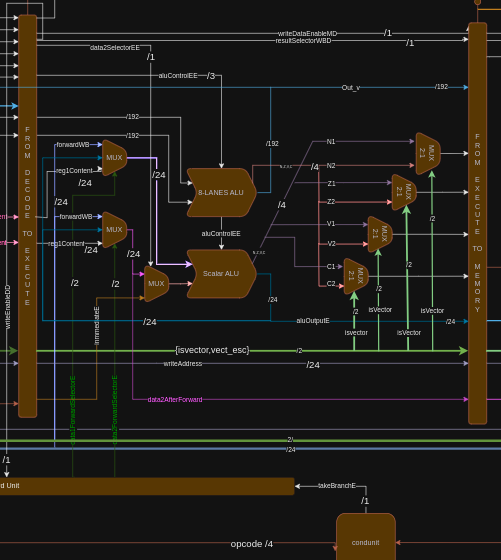 writeDataEnableMD
/1
resultSelectorWBD
/1
data2SelectorEE
/1
aluControlEE
/3
Out_v
/192
/192
/192
/192
FROM DECODE TO EXECUTE
FROM EXECUTE TO MEMORY
forwardWB
MUX
reg1Content
/24
/24
forwardWB
MUX
reg1Content
/24
/24
8-LANES ALU
aluControlEE
Scalar ALU
MUX
/4
/4
N1
N2
Z1
Z2
V1
V2
C1
C2
2-1 MUX
2-1 MUX
2-1 MUX
2-1 MUX
/2
/2
/2
/2
isVector
isVector
isvector
isVector
/2
/2
immediateE
/24
/24
aluOutputE
/24
writeEnableDD
{isvector,vect_esc}
/2
writeAddress
/24
data1ForwardSelectorE
data2ForwardSelectorE
data2AfterForward
2/
/24
/1
d Unit
takeBranchE
/1
opcode /4
condunit